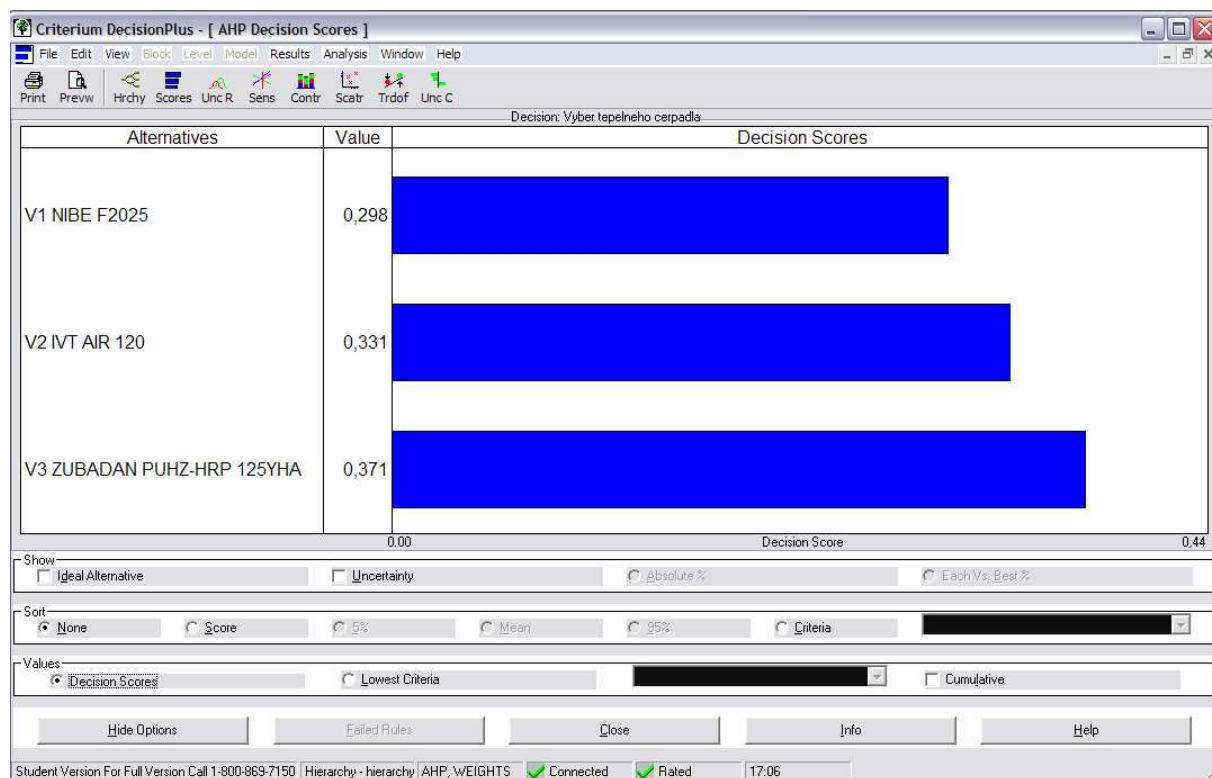 Criterium DecisionPlus - [ AHP Decision Scores ]
File Edit View Block Level Model Results Analysis Window Help
Print Prevw Hrchy Scores Unc R Sens Contr Scatr Trdof Unc C
Decision: Vyber tepelneho cerpadla
Alternatives Value Decision Scores
V1 NIBE F2025 0,298
V2 IVT AIR 120 0,331
V3 ZUBADAN PUHZ-HRP 125YHA 0,371
0.00 Decision Score 0,44
Show
Ideal Alternative Uncertainty Absolute % Each Vs. Best %
Sort
None Score 5% Mean 95% Criteria
Values
Decision Scores Lowest Criteria Cumulative
Hide Options Failed Rules Close Info Help
Student Version For Full Version Call 1-800-869-7150 Hierarchy - hierarchy AHP, WEIGHTS Connected Rated 17:06